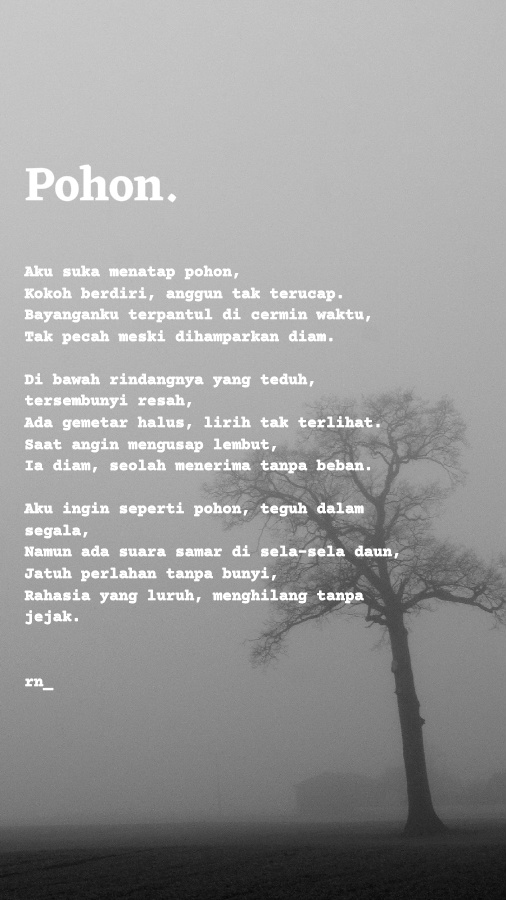 Pohon.
Aku suka menatap pohon,
Kokoh berdiri, anggun tak terucap.
Bayanganku terpantul di cermin waktu,
Tak pecah meski dihamparkan diam.
Di bawah rindangnya yang teduh,
tersembunyi resah,
Ada gemetar halus, lirih tak terlihat.
Saat angin mengusap lembut,
Ia diam, seolah menerima tanpa beban.
Aku ingin seperti pohon, teguh dalam
segala,
Namun ada suara samar di sela-sela daun,
Jatuh perlahan tanpa bunyi,
Rahasia yang luruh, menghilang tanpa
jejak.
rn_